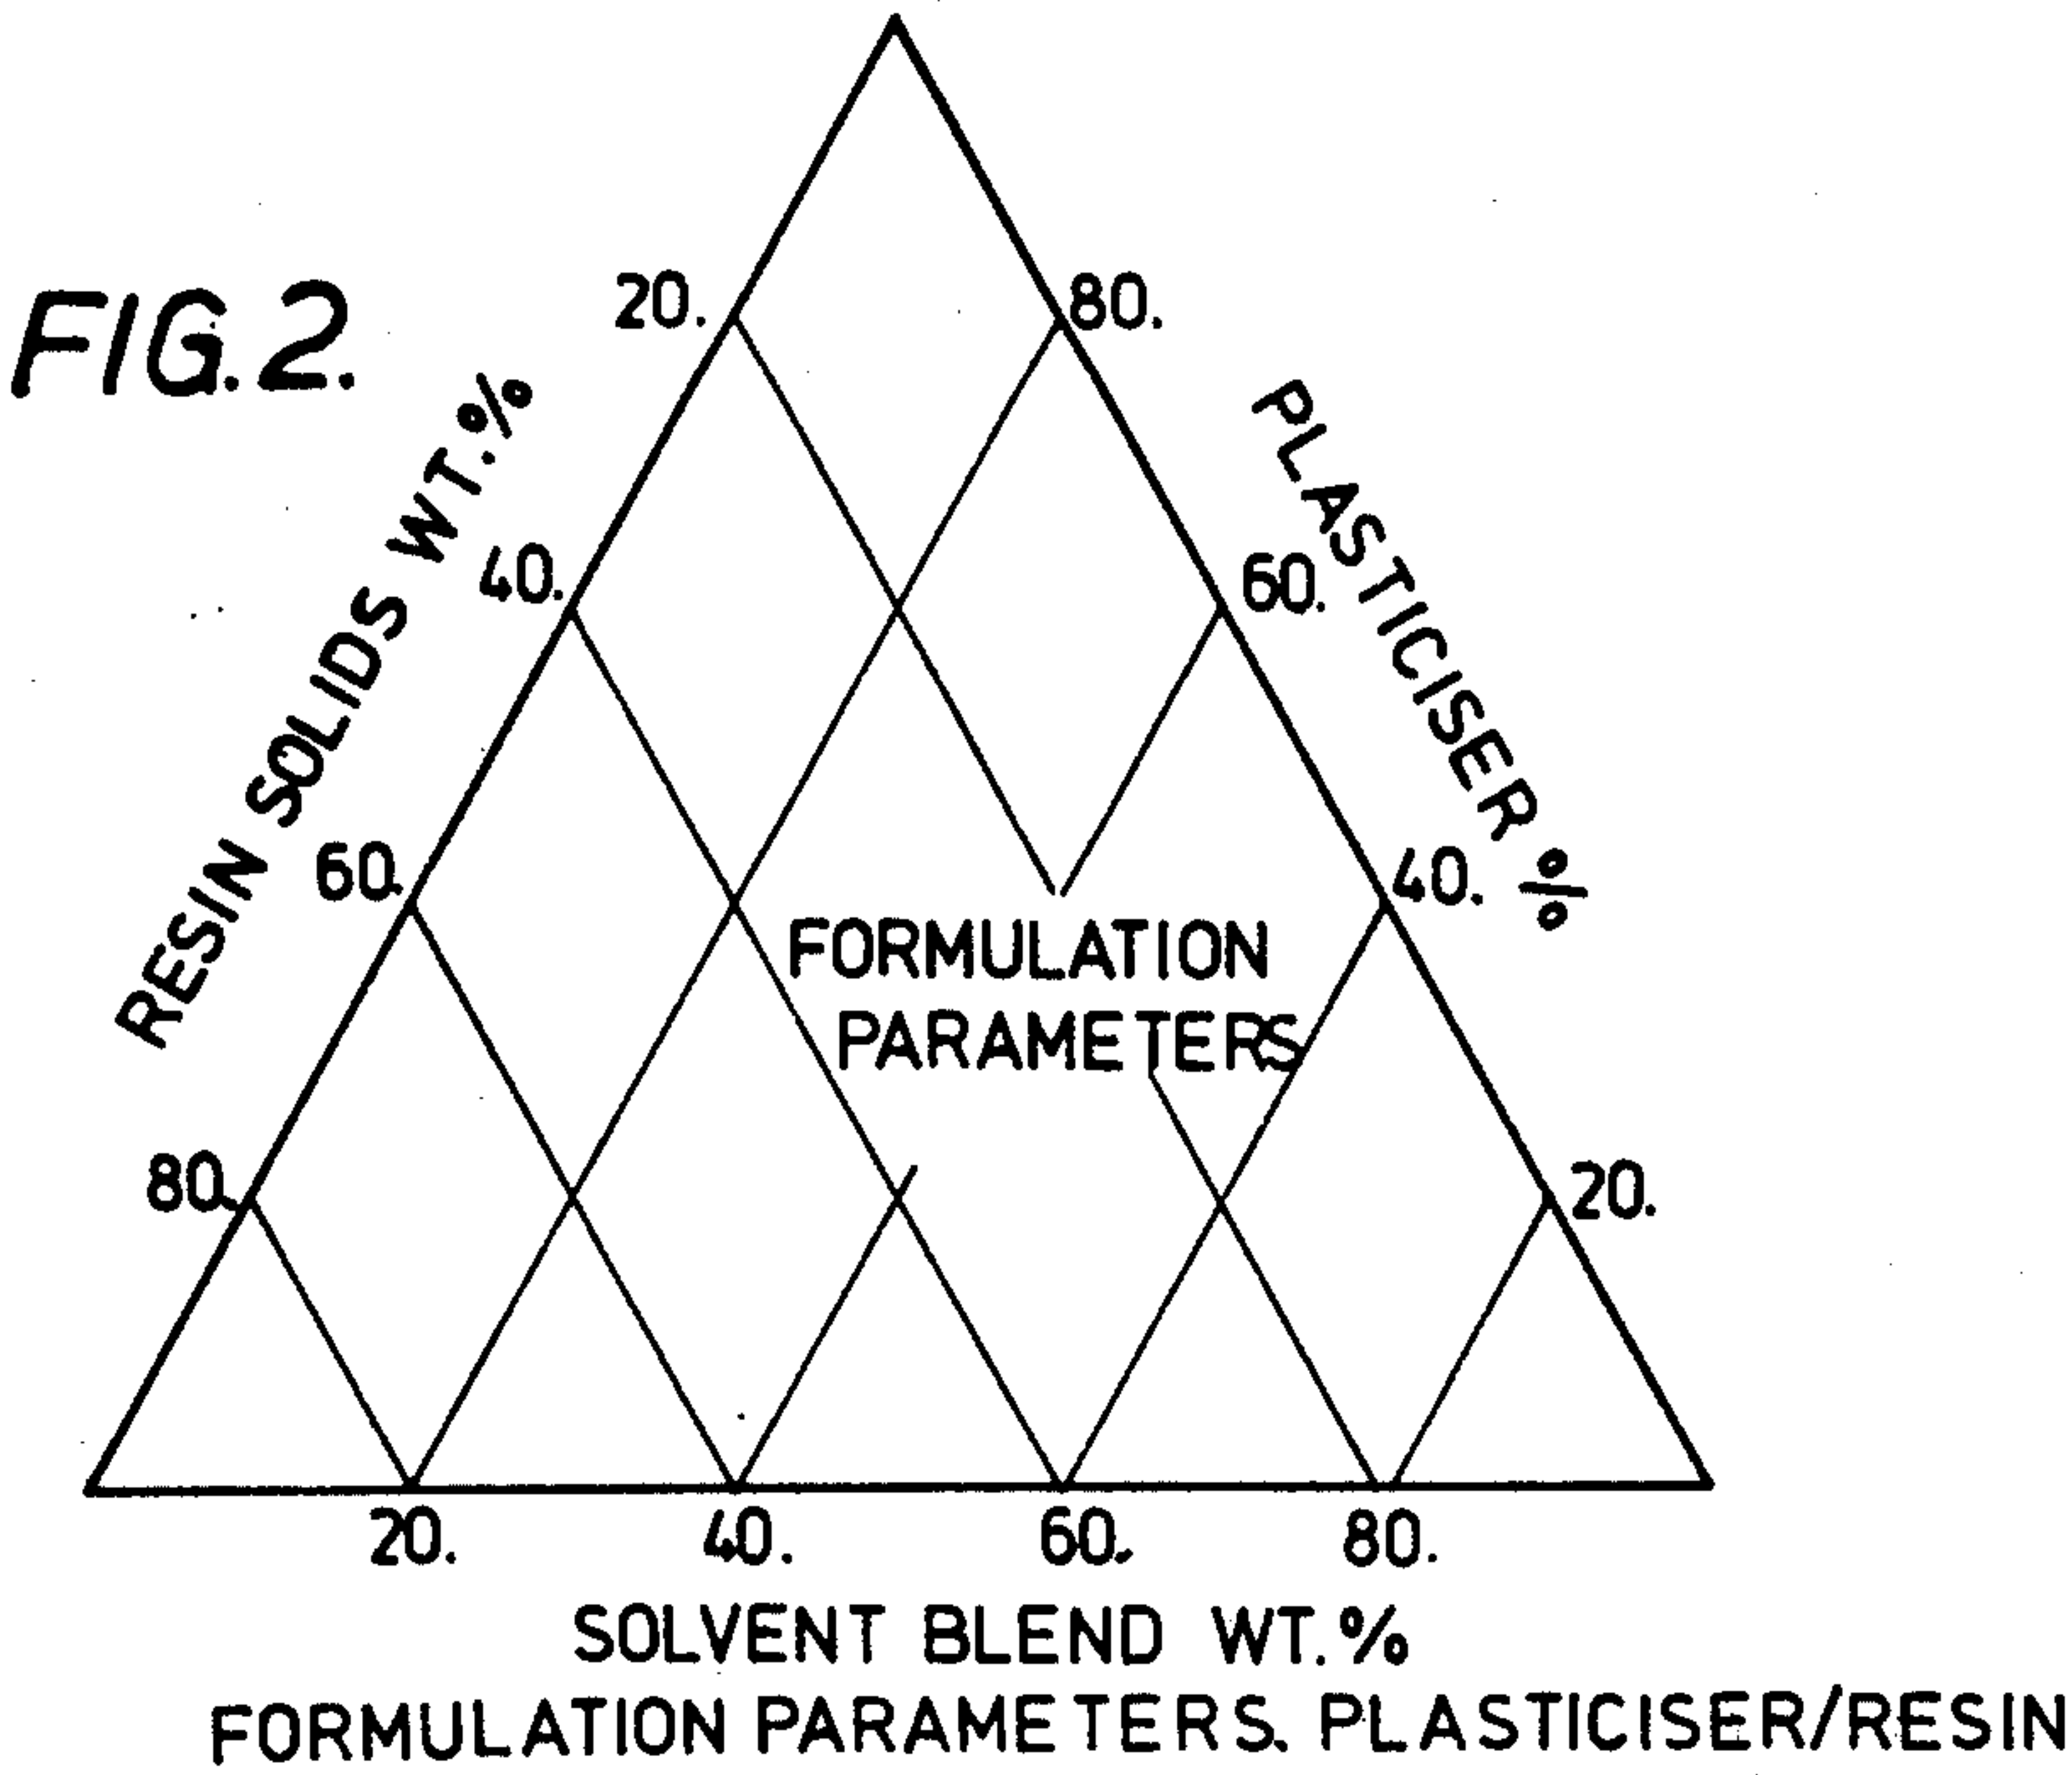 FIG.2.
20.
80.
RESIN SOLIDS WT.%
PLASTICISER %
40.
60.
60.
40.
FORMULATION
PARAMETERS
80.
20.
20.
40.
60.
80.
SOLVENT BLEND WT.%
FORMULATION PARAMETERS. PLASTICISER/RESIN